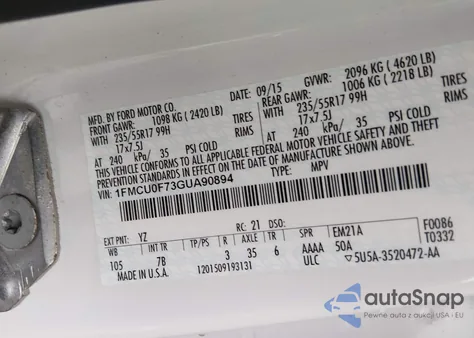 MFD. BY FORD MOTOR CO.
DATE: 09/15 GVWR: 2096 KG ( 4620 LB)
FRONT GAWR: 1098 KG ( 2420 LB) REAR GAWR: 1006 KG ( 2218 LB)
WITH 235/55R17 99H TIRES WITH 235/55R17 99H TIRES
17x7.5J RIMS 17x7.5J RIMS
AT 240 kPa/ 35 PSI COLD AT 240 kPa/ 35 PSI COLD
THIS VEHICLE CONFORMS TO ALL APPLICABLE FEDERAL MOTOR VEHICLE SAFETY AND
THEFT PREVENTION STANDARDS IN EFFECT ON THE DATE OF MANUFACTURE SHOWN ABOVE.
VIN: 1FMCU0F73GUA90894 TYPE: MPV
EXT PNT: YZ RC: 21 DSO: F0086
WB INT TR TP/PS R AXLE TR SPR EM21A T0332
105 7B 3 35 6 AAAA 50A
MADE IN U.S.A. 1201509193131 ULC 5U5A-3520472-AA
autoSnap
Pewne auto z USA i Kanady - EU